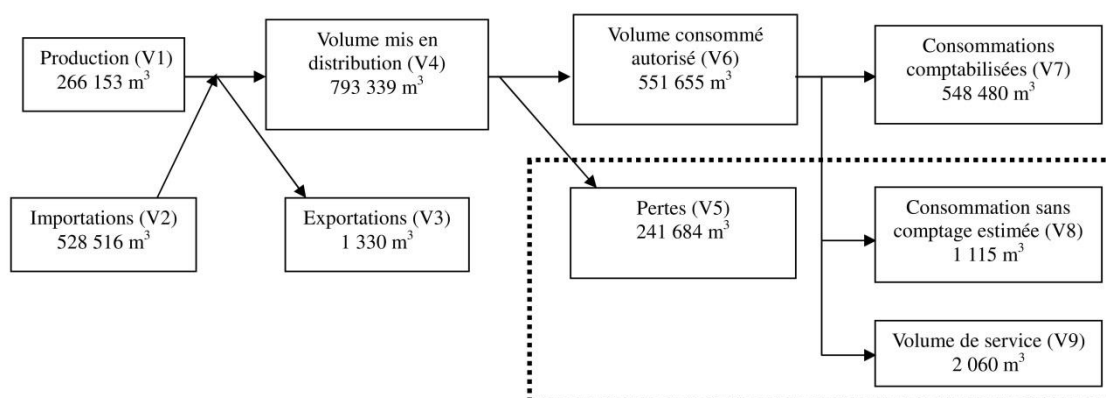 Production (V1)
266 153 m³
Volume mis en
distribution (V4)
793 339 m³
Volume consommé
autorisé (V6)
551 655 m³
Consommations
comptabilisées (V7)
548 480 m³
Importations (V2)
528 516 m³
Exportations (V3)
1 330 m³
Pertes (V5)
241 684 m³
Consommation sans
comptage estimée (V8)
1 115 m³
Volume de service (V9)
2 060 m³